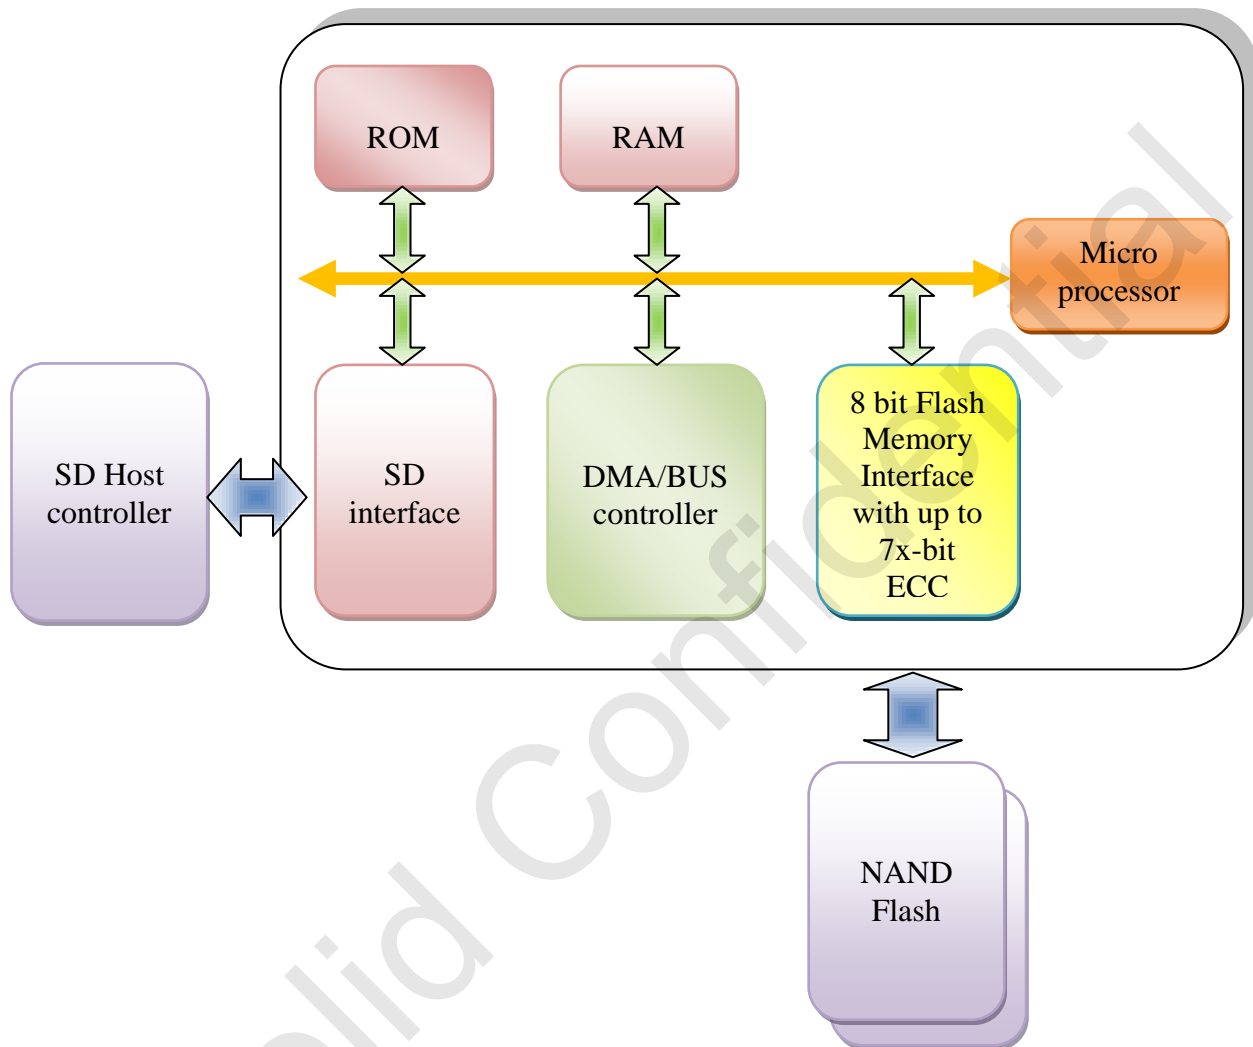 ROM
RAM
Micro
processor
SD Host
controller
SD
interface
DMA/BUS
controller
8 bit Flash
Memory
Interface
with up to
7x-bit
ECC
NAND
Flash
lid Confidential